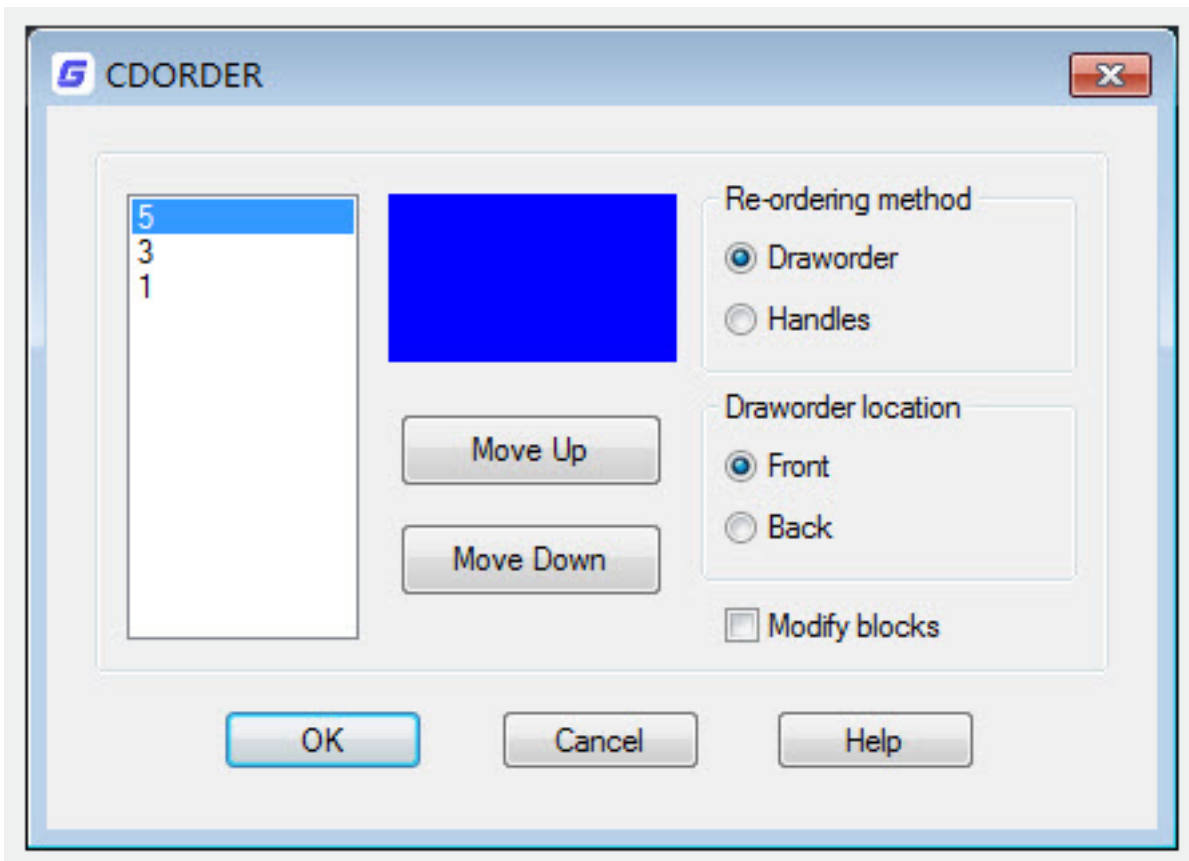 CDORDER
5
3
1
Move Up
Move Down
Re-ordering method
Draworder
Handles
Draworder location
Front
Back
Modify blocks
OK
Cancel
Help